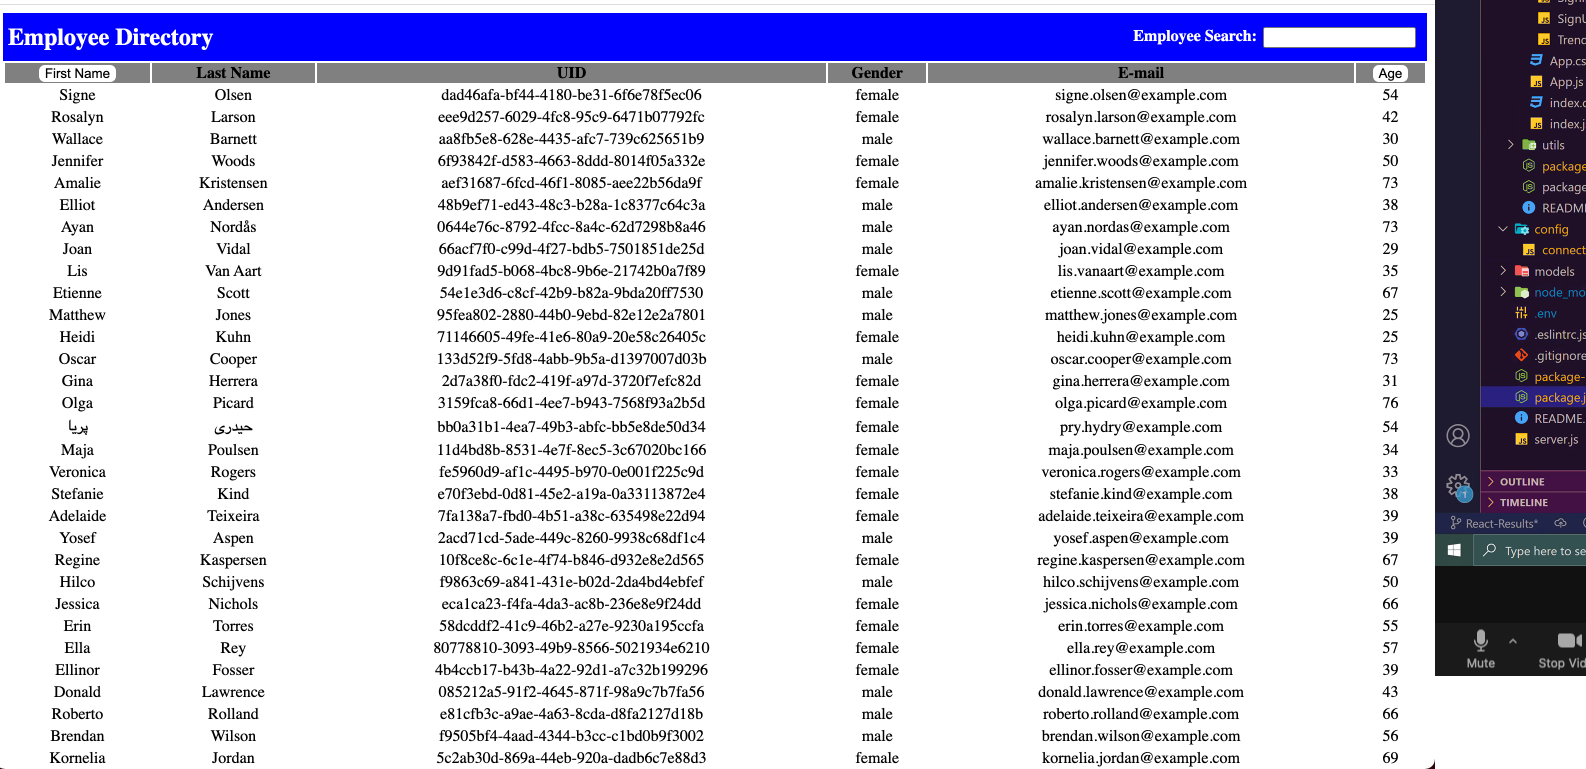 Employee Directory
Employee Search:
First Name Last Name UID Gender E-mail Age
Signe Olsen dad46afa-bf44-4180-be31-6f6e78f5ec06 female signe.olsen@example.com 54
Rosalyn Larson eee9d257-6029-4fc8-95c9-6471b07792fc female rosalyn.larson@example.com 42
Wallace Barnett aa8fb5e8-628e-4435-afc7-739c625651b9 male wallace.barnett@example.com 30
Jennifer Woods 6f93842f-d583-4663-8ddd-8014f05a332e female jennifer.woods@example.com 50
Amalie Kristensen aef31687-6fcd-46f1-8085-aee22b56da9f female amalie.kristensen@example.com 73
Elliot Andersen 48b9ef71-ed43-48c3-b28a-1c8377c64c3a male elliot.andersen@example.com 38
Ayan Nordås 0644e76c-8792-4fcc-8a4c-62d7298b8a46 male ayan.nordas@example.com 73
Joan Vidal 66acf7f0-c99d-4f27-bdb5-7501851de25d male joan.vidal@example.com 29
Lis Van Aart 9d91fad5-b068-4bc8-9b6e-21742b0a7f89 female lis.vanaart@example.com 35
Etienne Scott 54e1e3d6-c8cf-42b9-b82a-9bda20ff7530 male etienne.scott@example.com 67
Matthew Jones 95fea802-2880-44b0-9ebd-82e12e2a7801 male matthew.jones@example.com 25
Heidi Kuhn 71146605-49fe-41e6-80a9-20e58c26405c female heidi.kuhn@example.com 25
Oscar Cooper 133d52f9-5fd8-4abb-9b5a-d1397007d03b male oscar.cooper@example.com 73
Gina Herrera 2d7a38f0-fdc2-419f-a97d-3720f7efc82d female gina.herrera@example.com 31
Olga Picard 3159fca8-66d1-4ee7-b943-7568f93a2b5d female olga.picard@example.com 76
پریا حیدری bb0a31b1-4ea7-49b3-abfc-bb5e8de50d34 female pry.hydry@example.com 54
Maja Poulsen 11d4bd8b-8531-4e7f-8ec5-3c67020bc166 female maja.poulsen@example.com 34
Veronica Rogers fe5960d9-af1c-4495-b970-0e001f225c9d female veronica.rogers@example.com 33
Stefanie Kind e70f3ebd-0d81-45e2-a19a-0a33113872e4 female stefanie.kind@example.com 38
Adelaide Teixeira 7fa138a7-fbd0-4b51-a38c-635498e22d94 female adelaide.teixeira@example.com 39
Yosef Aspen 2acd71cd-5ade-449c-8260-9938c68df1c4 male yosef.aspen@example.com 39
Regine Kaspersen 10f8ce8c-6c1e-4f74-b846-d932e8e2d565 female regine.kaspersen@example.com 67
Hilco Schijvens f9863c69-a841-431e-b02d-2da4bd4ebfef male hilco.schijvens@example.com 50
Jessica Nichols eca1ca23-f4fa-4da3-ac8b-236e8e9f24dd female jessica.nichols@example.com 66
Erin Torres 58dcddf2-41c9-46b2-a27e-9230a195ccfa female erin.torres@example.com 55
Ella Rey 80778810-3093-49b9-8566-5021934e6210 female ella.rey@example.com 57
Ellinor Fosser 4b4ccb17-b43b-4a22-92d1-a7c32b199296 female ellinor.fosser@example.com 39
Donald Lawrence 085212a5-91f2-4645-871f-98a9c7b7fa56 male donald.lawrence@example.com 43
Roberto Rolland e81cfb3c-a9ae-4a63-8cda-d8fa2127d18b male roberto.rolland@example.com 66
Brendan Wilson f9505bf4-4aad-4344-b3cc-c1bd0b9f3002 male brendan.wilson@example.com 56
Kornelia Jordan 5c2ab30d-869a-44eb-920a-dadb6c7e88d3 female kornelia.jordan@example.com 69
SignU
Trend
App.cs
App.js
index.c
index.j
utils
package
package
README
config
connect
models
node_mo
.env
.eslintrc.js
.gitignore
package-
package.j
README.
server.js
OUTLINE
TIMELINE
React-Results*
Type here to se
Mute Stop Vid